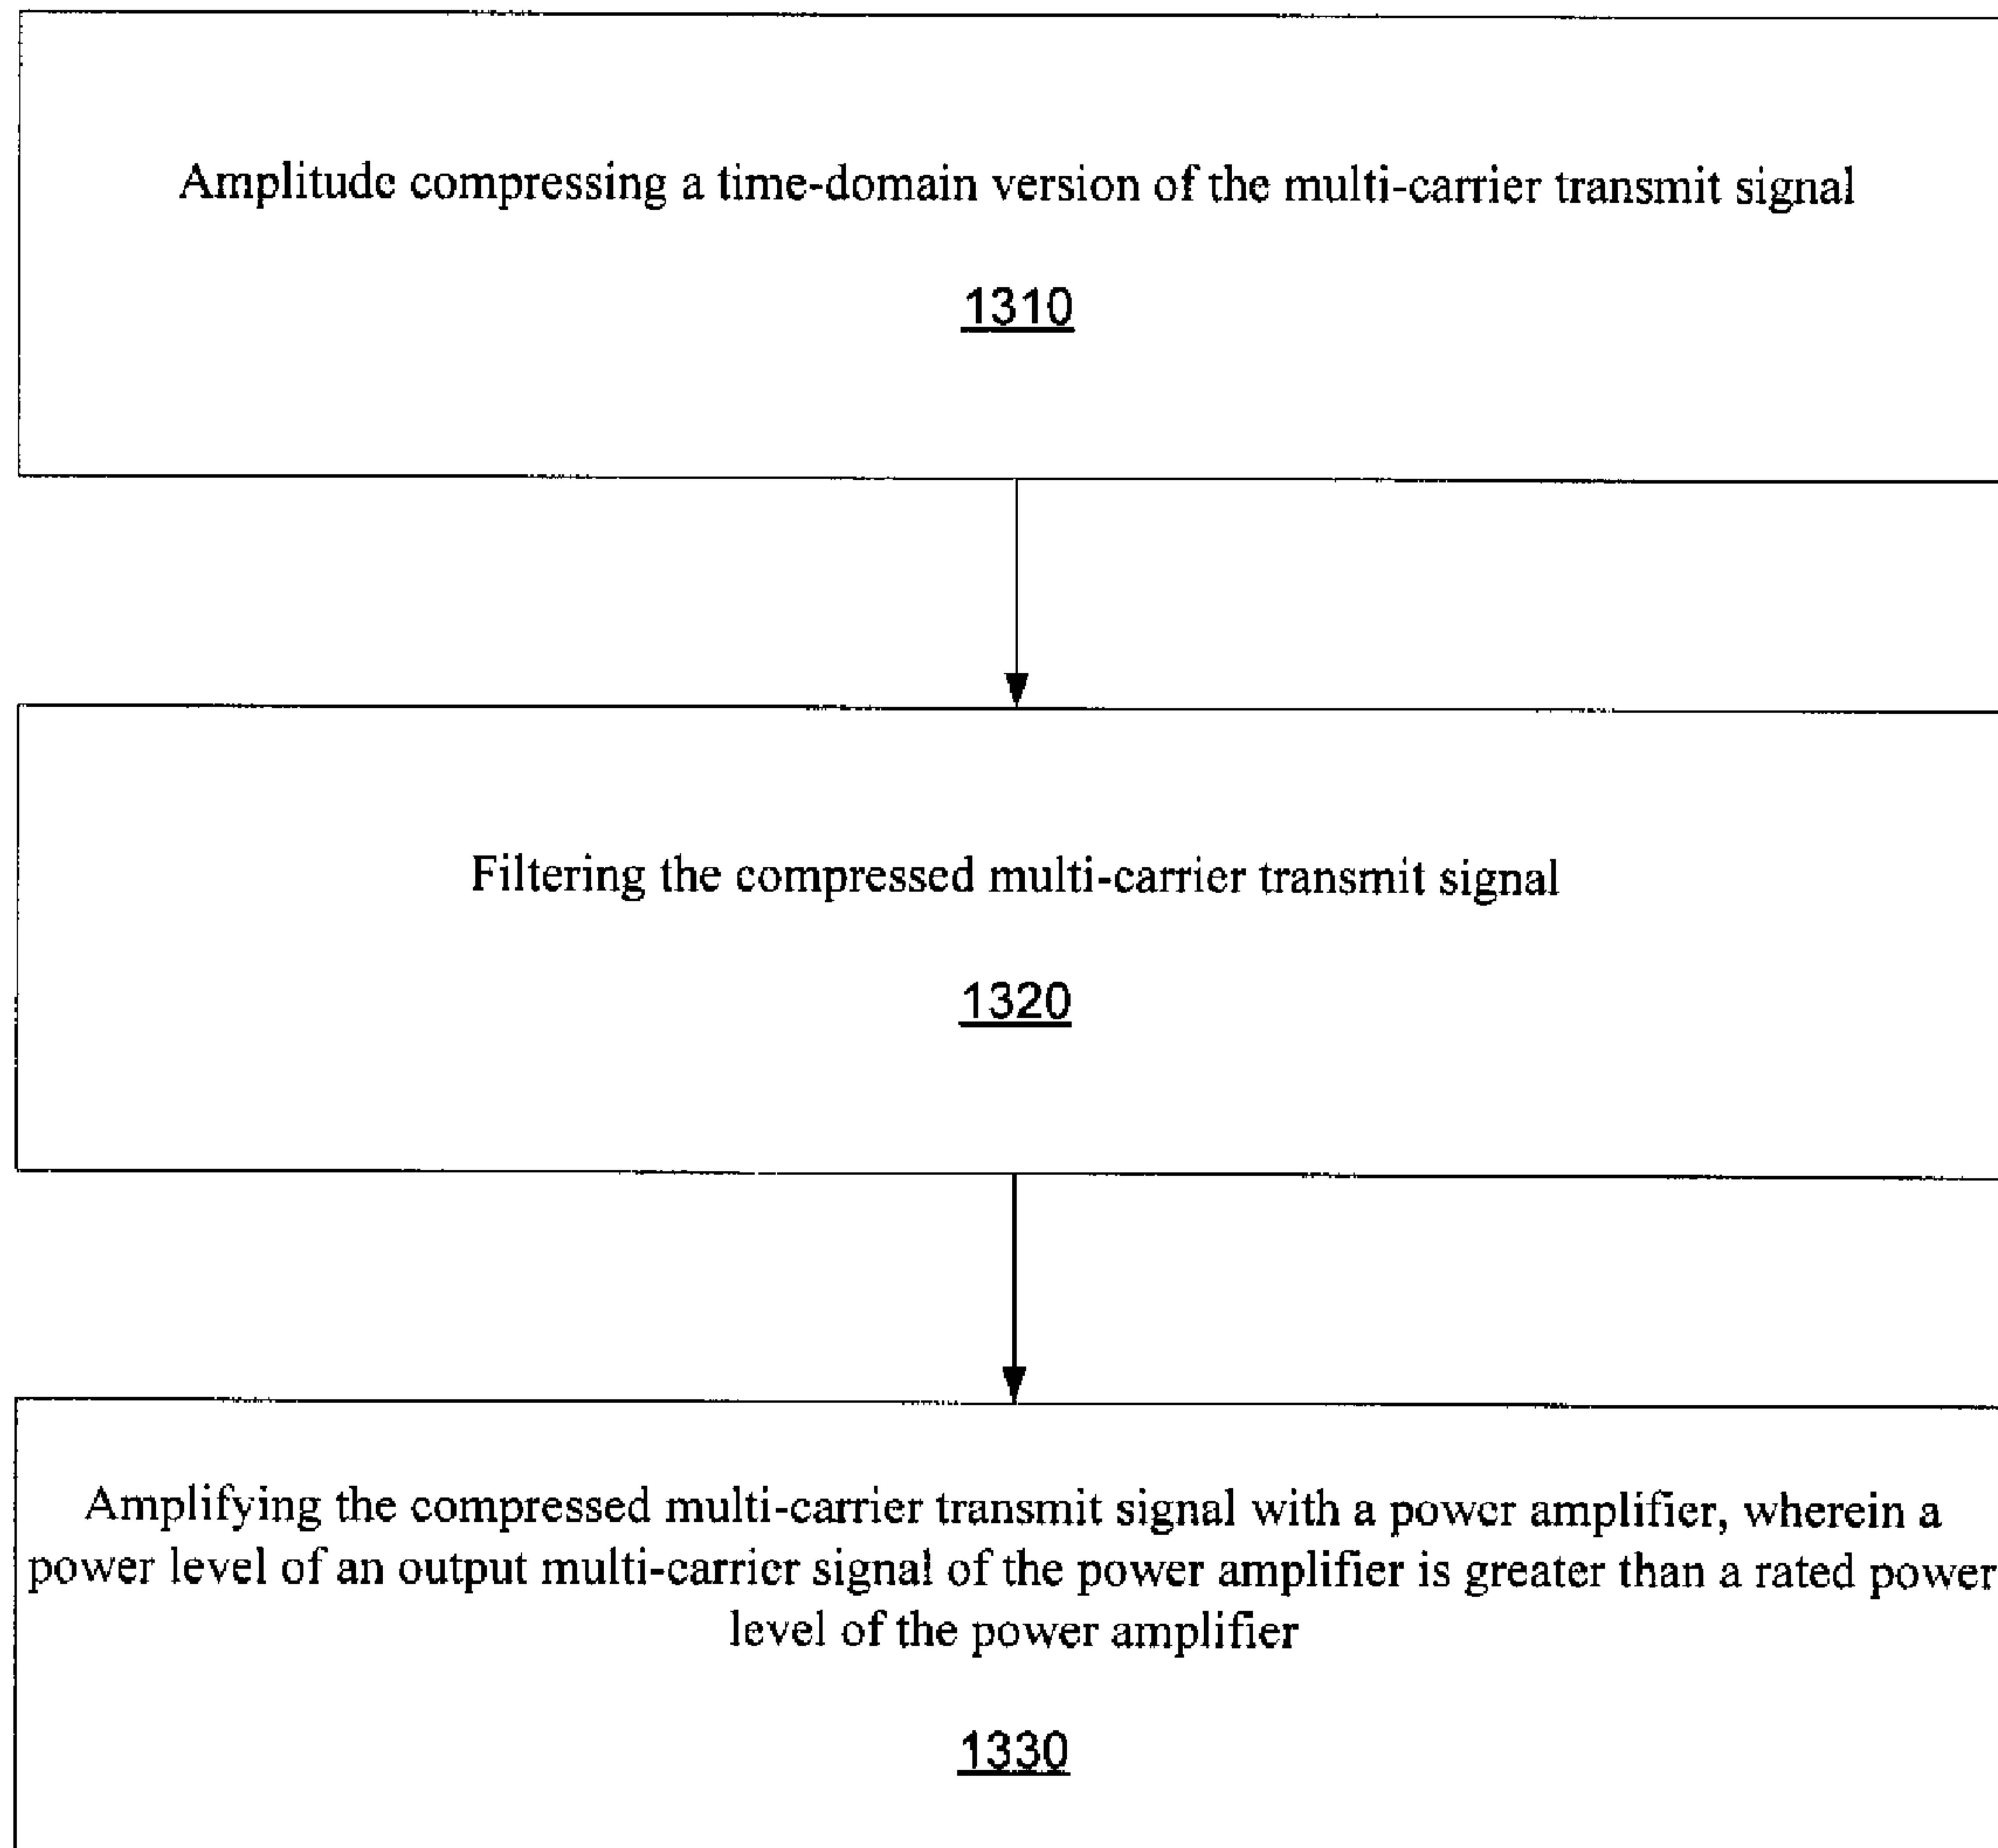 Amplitude compressing a time-domain version of the multi-carrier transmit signal
1310
Filtering the compressed multi-carrier transmit signal
1320
Amplifying the compressed multi-carrier transmit signal with a power amplifier, wherein a
power level of an output multi-carrier signal of the power amplifier is greater than a rated power
level of the power amplifier
1330